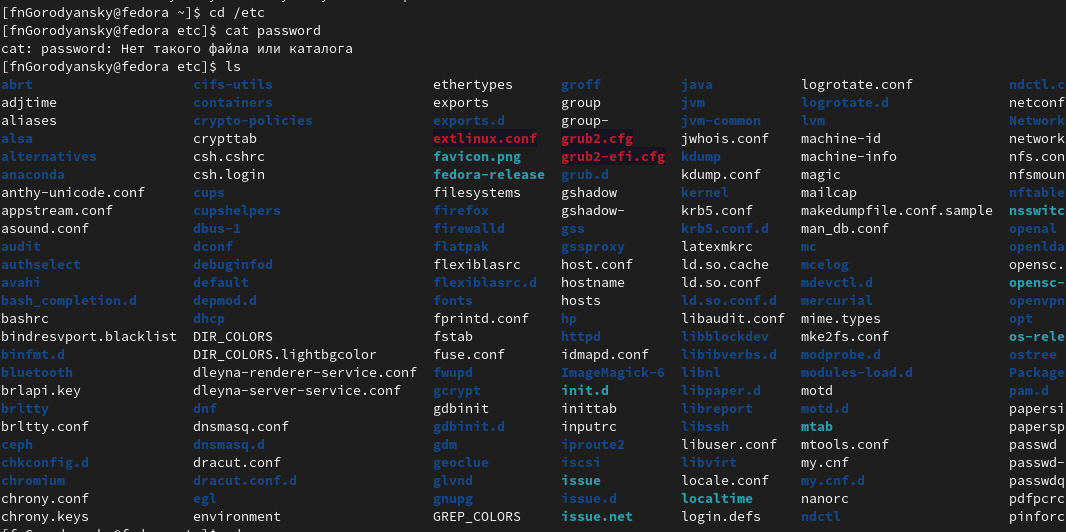 [fnGorodyansky@fedora ~]$ cd /etc
[fnGorodyansky@fedora etc]$ cat password
cat: password: Нет такого файла или каталога
[fnGorodyansky@fedora etc]$ ls
abrt cifs-utils ethertypes groff java logrotate.conf ndctl.c
adjtime containers exports group jvm logrotate.d netconf
aliases crypto-policies exports.d group- jvm-common lvm Network
alsa crypttab extlinux.conf grub2.cfg jwhois.conf machine-id network
alternatives csh.cshrc favicon.png grub2-efi.cfg kdump machine-info nfs.con
anaconda csh.login fedora-release grub.d kdump.conf magic nfsmoun
anthy-unicode.conf cups filesystems gshadow kernel mailcap nftable
appstream.conf cupshelpers firefox gshadow- krb5.conf makedumpfile.conf.sample nsswitc
asound.conf dbus-1 firewalld gss krb5.conf.d man_db.conf openal
audit dconf flatpak gssproxy latexmkrc mc openlda
authselect debuginfod flexiblasrc host.conf ld.so.cache mcelog opensc.
avahi default flexiblasrc.d hostname ld.so.conf mdevctl.d opensc-
bash_completion.d depmod.d fonts hosts ld.so.conf.d mercurial openvpn
bashrc dhcp fprintd.conf hp libaudit.conf mime.types opt
bindresvport.blacklist DIR_COLORS fstab httpd libblockdev mke2fs.conf os-rele
binfmt.d DIR_COLORS.lightbgcolor fuse.conf idmapd.conf libibverbs.d modprobe.d ostree
bluetooth dleyna-renderer-service.conf fwupd ImageMagick-6 libnl modules-load.d Package
brlapi.key dleyna-server-service.conf gcrypt init.d libpaper.d motd pam.d
brltty dnf gdbinit inittab libreport motd.d papersi
brltty.conf dnsmasq.conf gdbinit.d inputrc libssh mtab papersp
ceph dnsmasq.d gdm iproute2 libuser.conf mtools.conf passwd
chkconfig.d dracut.conf geoclue iscsi libvirt my.cnf passwd-
chromium dracut.conf.d glvnd issue locale.conf my.cnf.d passwdq
chrony.conf egl gnupg issue.d localtime nanorc pdfpcrc
chrony.keys environment GREP_COLORS issue.net login.defs ndctl pinforc